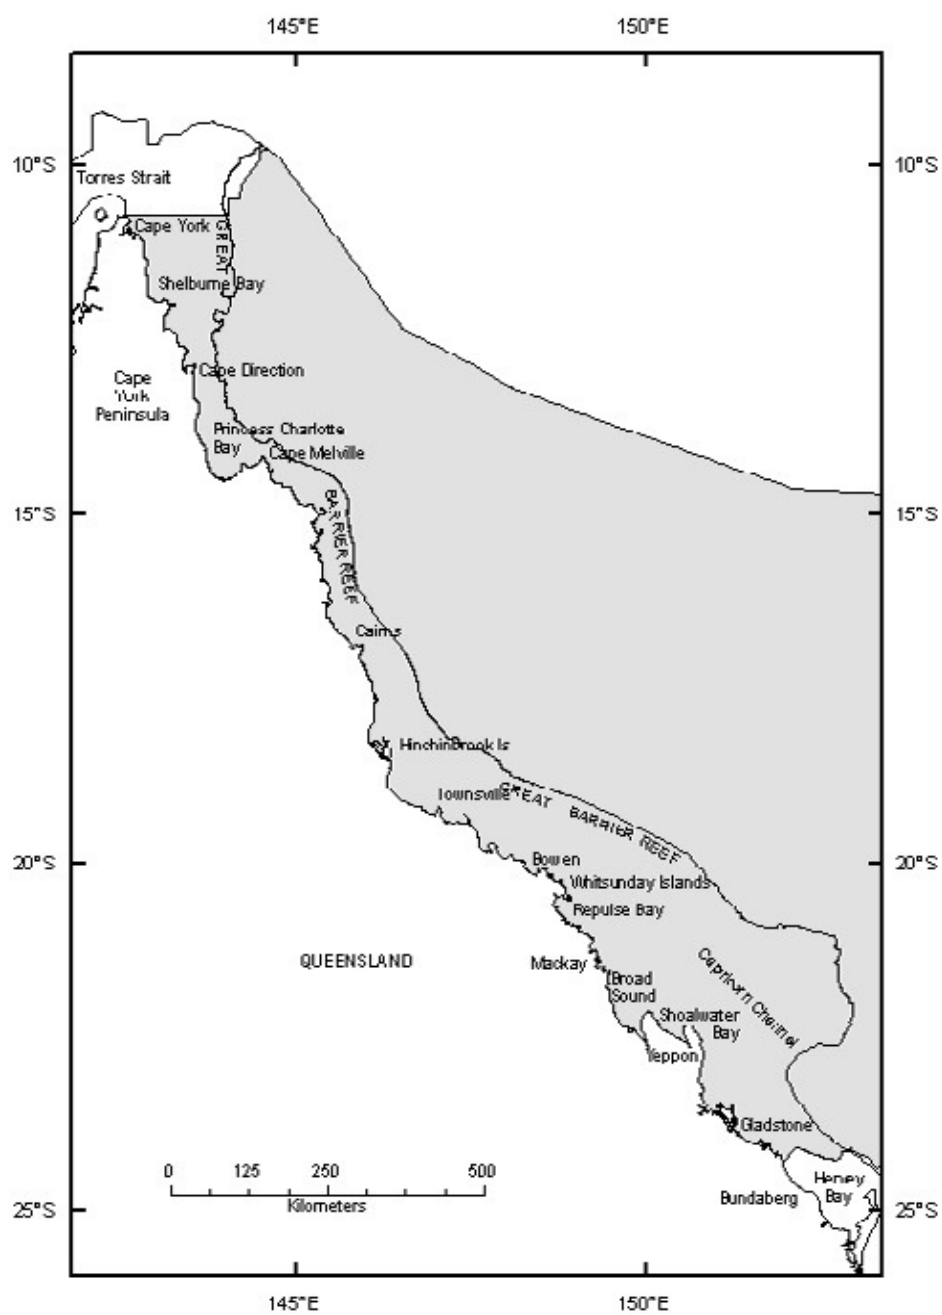 145°E 150°E
10°S 10°S
Torres Strait
Cape York
GREAT
Shelburne Bay
Cape Direction
Cape
York
Peninsula
Princess Charlotte
Bay
Cape Melville
15°S 15°S
BARRIER REEF
Cairns
Hinchinbrook Is
Townsville
GREAT BARRIER REEF
20°S 20°S
Bowen
Whitsunday Islands
Repulse Bay
QUEENSLAND
Mackay
Broad
Sound
Capricorn Channel
Shoalwater
Bay
Yeppon
Gladstone
0 125 250 500
Kilometers
Hervey
Bay
Bundaberg
25°S 25°S
145°E 150°E